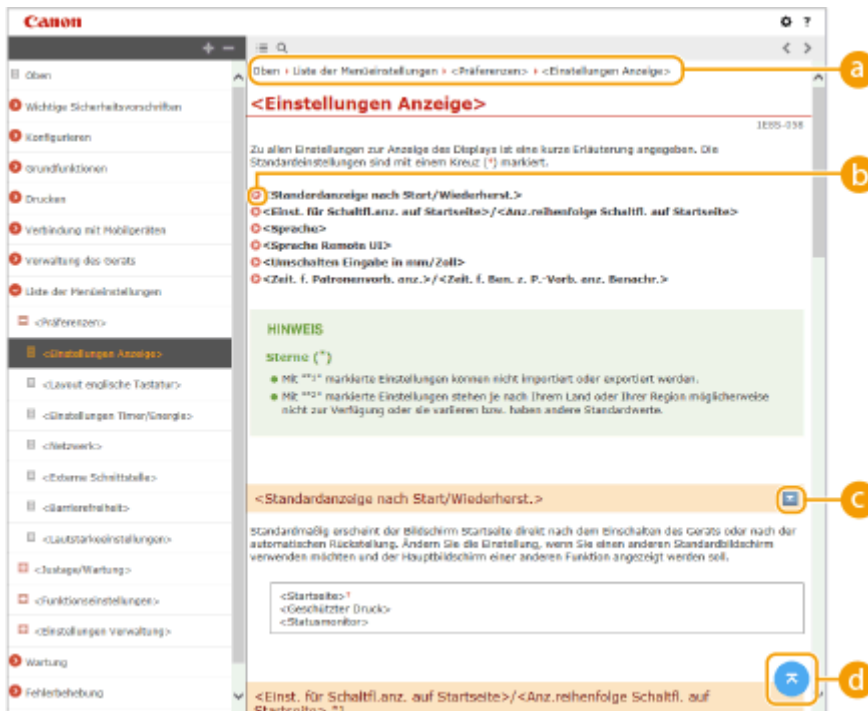 Canon
?
+ −
< >
Oben
Wichtige Sicherheitsvorschriften
Konfigurieren
Grundfunktionen
Drucken
Verbindung mit Mobilgeräten
Verwaltung des Geräts
Liste der Menüeinstellungen
<Präferenzen>
<Einstellungen Anzeige>
<Layout englische Tastatur>
<Einstellungen Timer/Energie>
<Netzwerk>
<Externe Schnittstelle>
<Barrierefreiheit>
<Lautstärkeeinstellungen>
<Justage/Wartung>
<Funktionseinstellungen>
<Einstellungen Verwaltung>
Wartung
Fehlerbehebung
Oben › Liste der Menüeinstellungen › <Präferenzen> › <Einstellungen Anzeige>
a
<Einstellungen Anzeige>
1E8S-038
Zu allen Einstellungen zur Anzeige des Displays ist eine kurze Erläuterung angegeben. Die
Standardeinstellungen sind mit einem Kreuz (*) markiert.
b
<Standardanzeige nach Start/Wiederherst.>
<Einst. für Schaltfl.anz. auf Startseite>/<Anz.reihenfolge Schaltfl. auf Startseite>
<Sprache>
<Sprache Remote UI>
<Umschalten Eingabe in mm/Zoll>
<Zeit. f. Patronenvorb. anz.>/<Zeit. f. Ben. z. P.-Vorb. anz. Benachr.>
HINWEIS
Sterne (*)
Mit "*1" markierte Einstellungen können nicht importiert oder exportiert werden.
Mit "*2" markierte Einstellungen stehen je nach Ihrem Land oder Ihrer Region möglicherweise
nicht zur Verfügung oder sie variieren bzw. haben andere Standardwerte.
<Standardanzeige nach Start/Wiederherst.>
c
Standardmäßig erscheint der Bildschirm Startseite direkt nach dem Einschalten des Geräts oder nach der
automatischen Rückstellung. Ändern Sie die Einstellung, wenn Sie einen anderen Standardbildschirm
verwenden möchten und der Hauptbildschirm einer anderen Funktion angezeigt werden soll.
<Startseite>*
<Geschützter Druck>
<Statusmonitor>
d
<Einst. für Schaltfl.anz. auf Startseite>/<Anz.reihenfolge Schaltfl. auf
Startseite> *1